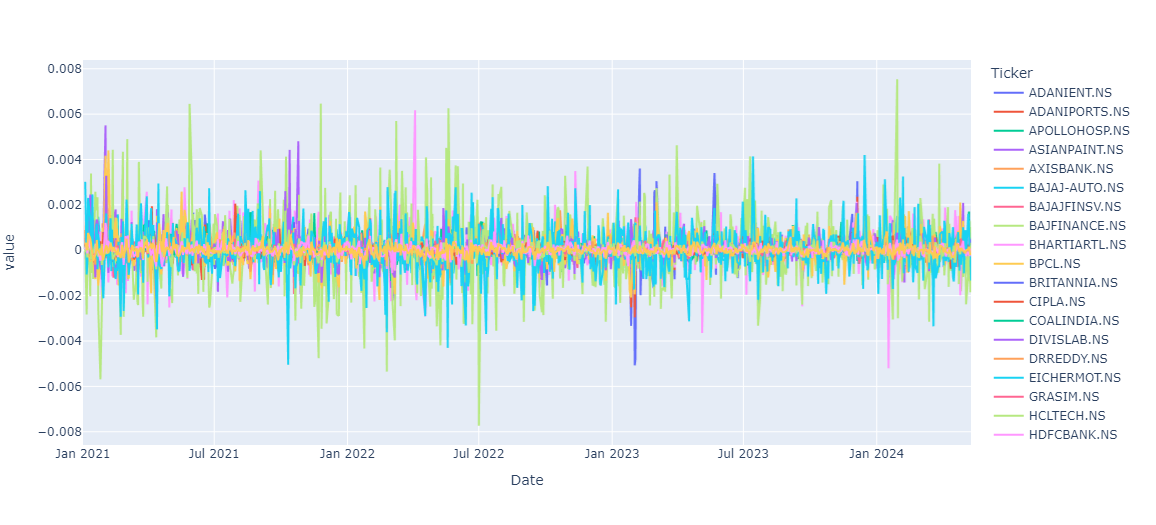 Ticker
0.008
0.006
0.004
0.002
0
−0.002
−0.004
−0.006
−0.008
value
Jan 2021
Jul 2021
Jan 2022
Jul 2022
Jan 2023
Jul 2023
Jan 2024
Date
ADANIENT.NS
ADANIPORTS.NS
APOLLOHOSP.NS
ASIANPAINT.NS
AXISBANK.NS
BAJAJ-AUTO.NS
BAJAJFINSV.NS
BAJFINANCE.NS
BHARTIARTL.NS
BPCL.NS
BRITANNIA.NS
CIPLA.NS
COALINDIA.NS
DIVISLAB.NS
DRREDDY.NS
EICHERMOT.NS
GRASIM.NS
HCLTECH.NS
HDFCBANK.NS